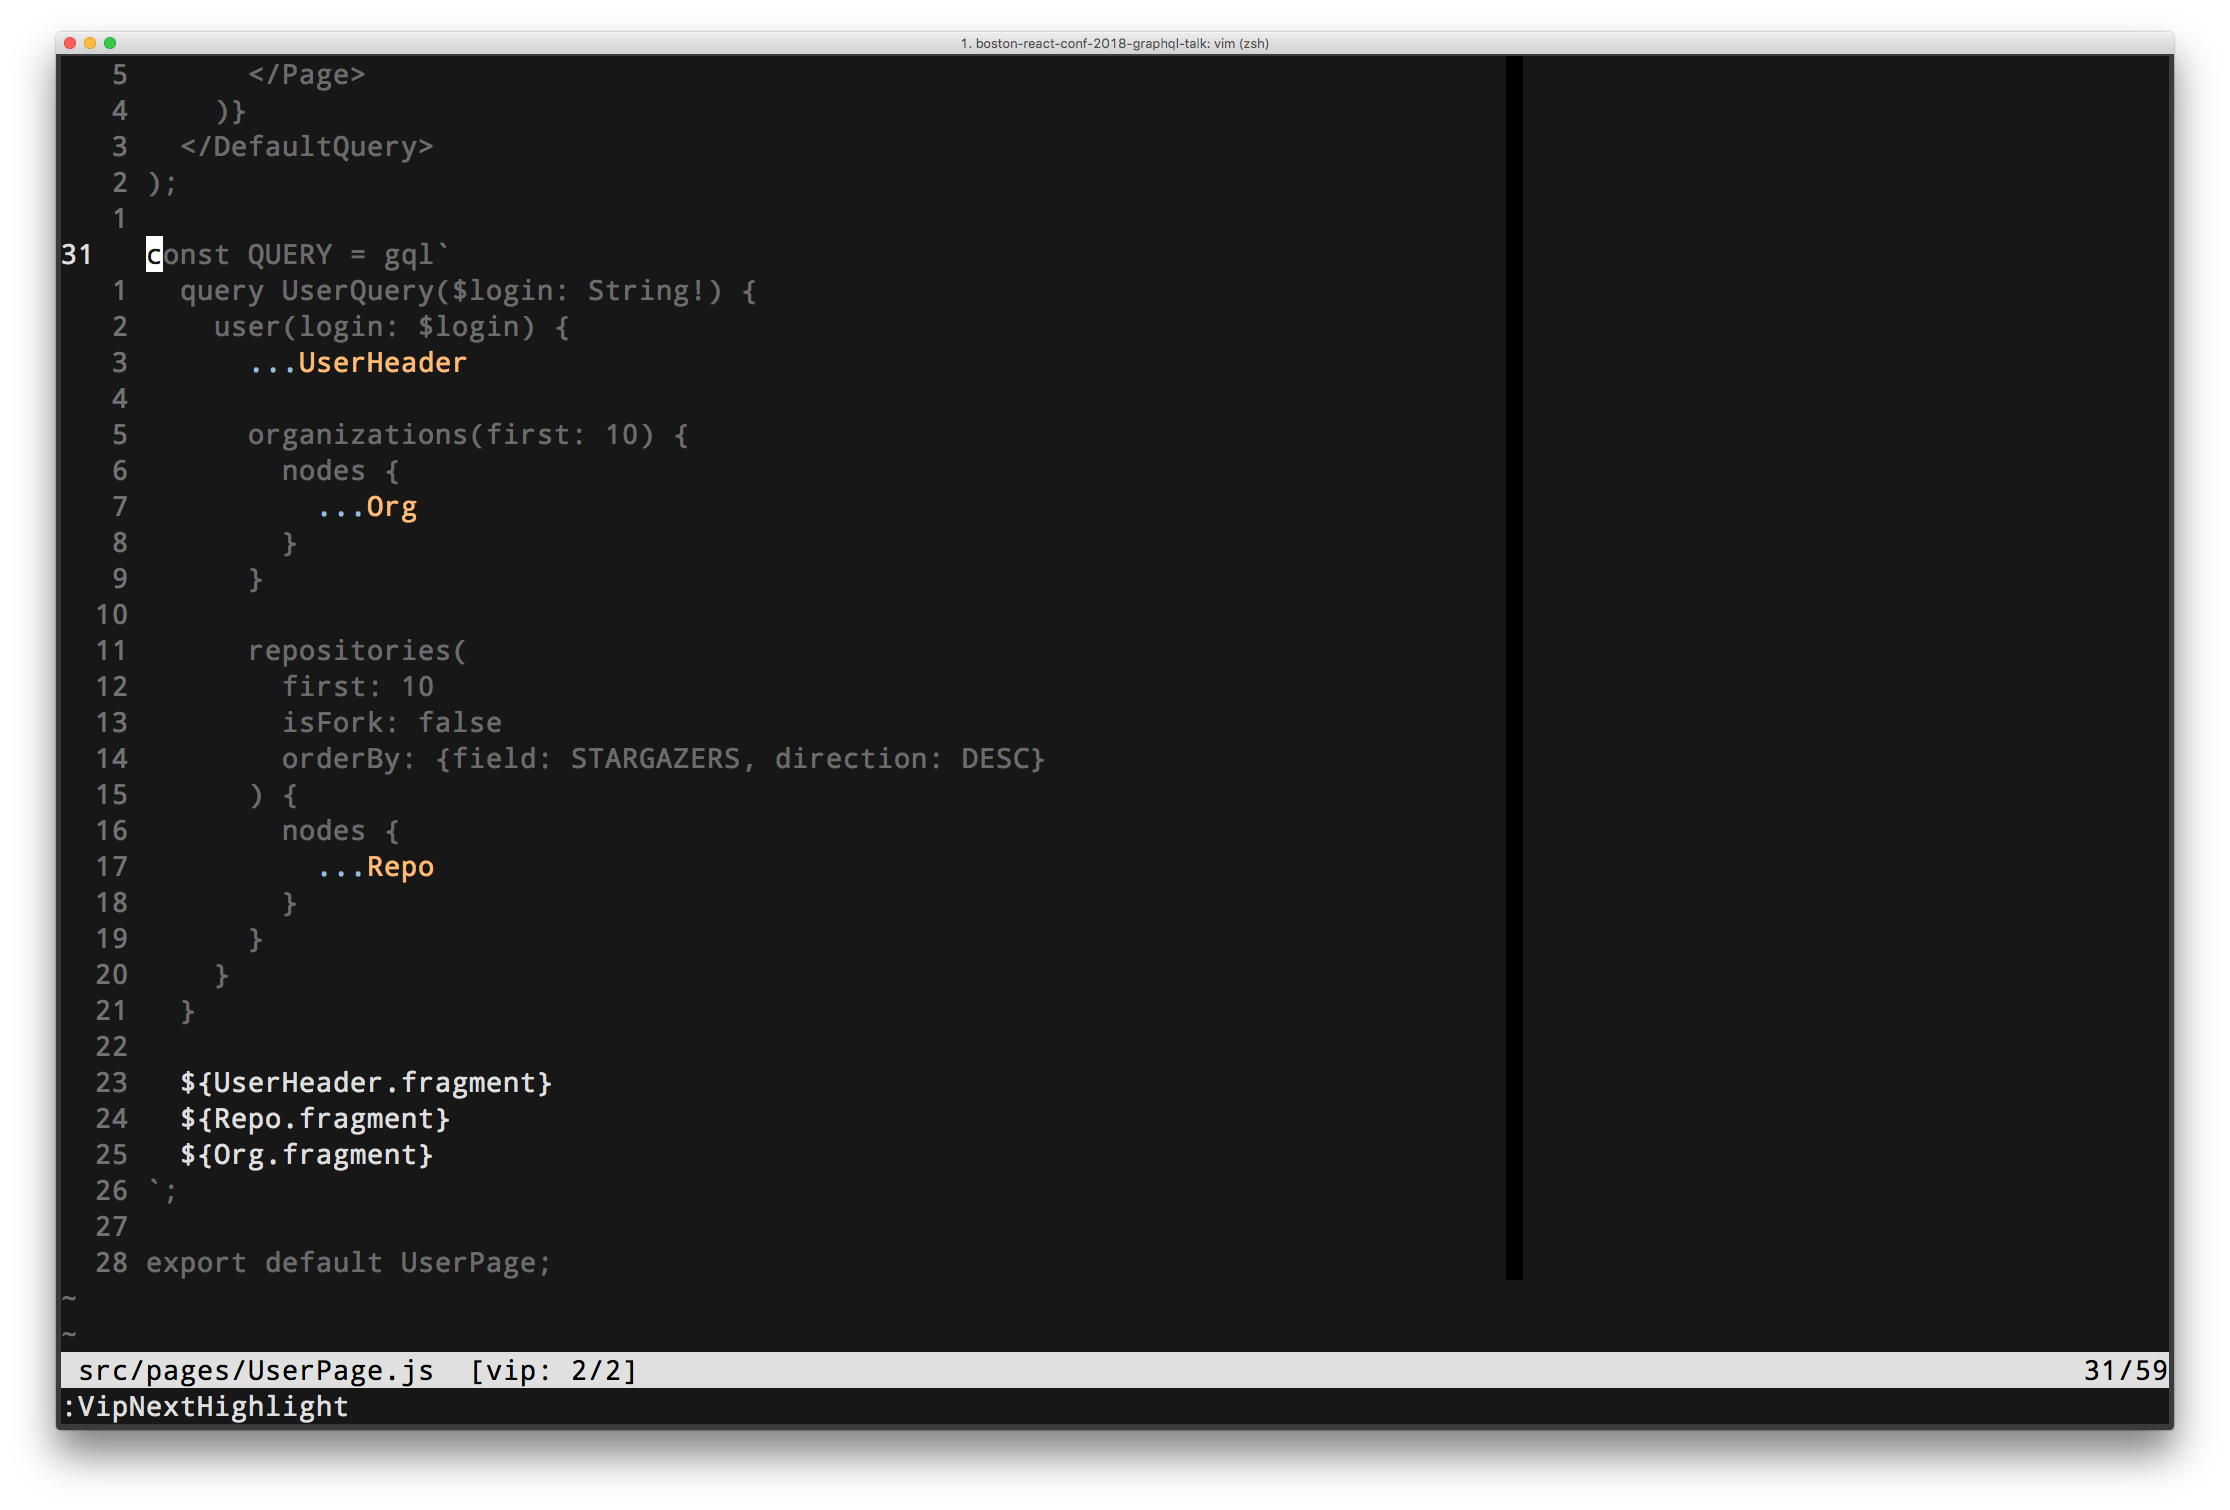 1. boston-react-conf-2018-graphql-talk: vim (zsh)
5       </Page>
4     )}
3   </DefaultQuery>
2 );
1
31 const QUERY = gql`
1   query UserQuery($login: String!) {
2     user(login: $login) {
3       ...UserHeader
4
5       organizations(first: 10) {
6         nodes {
7           ...Org
8         }
9       }
10
11       repositories(
12         first: 10
13         isFork: false
14         orderBy: {field: STARGAZERS, direction: DESC}
15       ) {
16         nodes {
17           ...Repo
18         }
19       }
20     }
21   }
22
23   ${UserHeader.fragment}
24   ${Repo.fragment}
25   ${Org.fragment}
26 `;
27
28 export default UserPage;
~
~
src/pages/UserPage.js  [vip: 2/2] 31/59
:VipNextHighlight